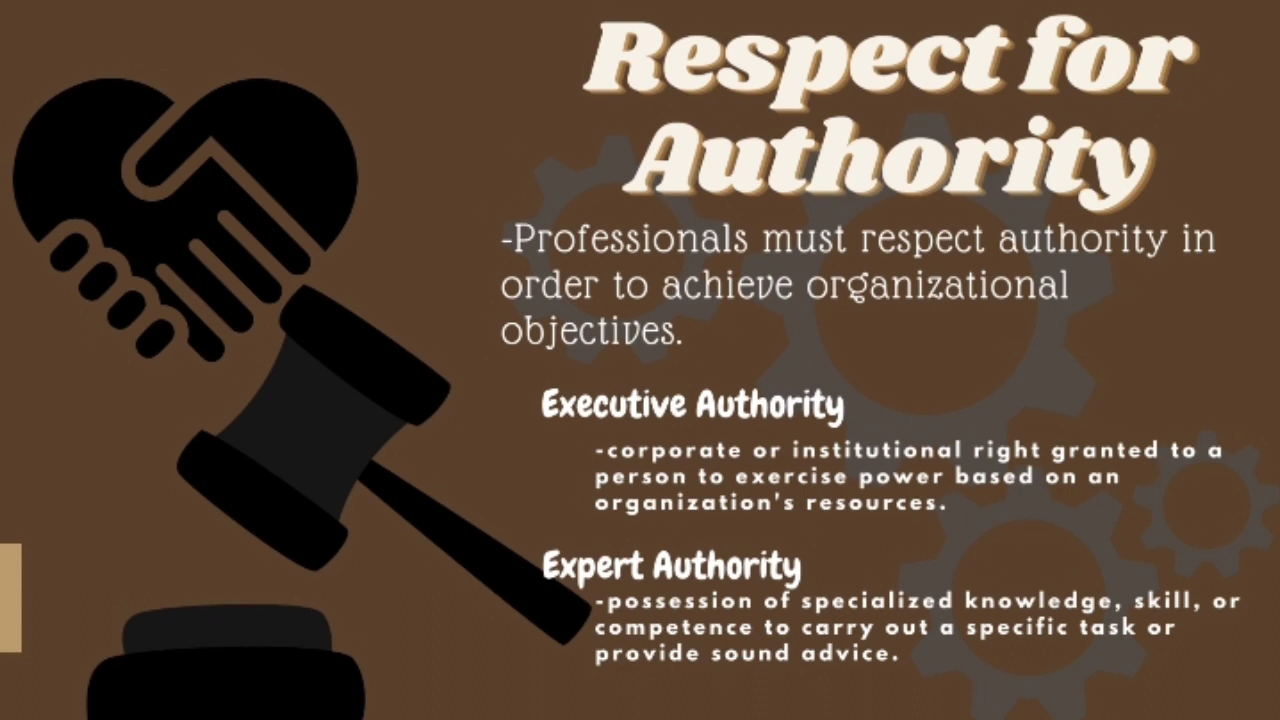 Respect for
Authority
-Professionals must respect authority in
order to achieve organizational
objectives.
Executive Authority
-corporate or institutional right granted to a
person to exercise power based on an
organization's resources.
Expert Authority
-possession of specialized knowledge, skill, or
competence to carry out a specific task or
provide sound advice.